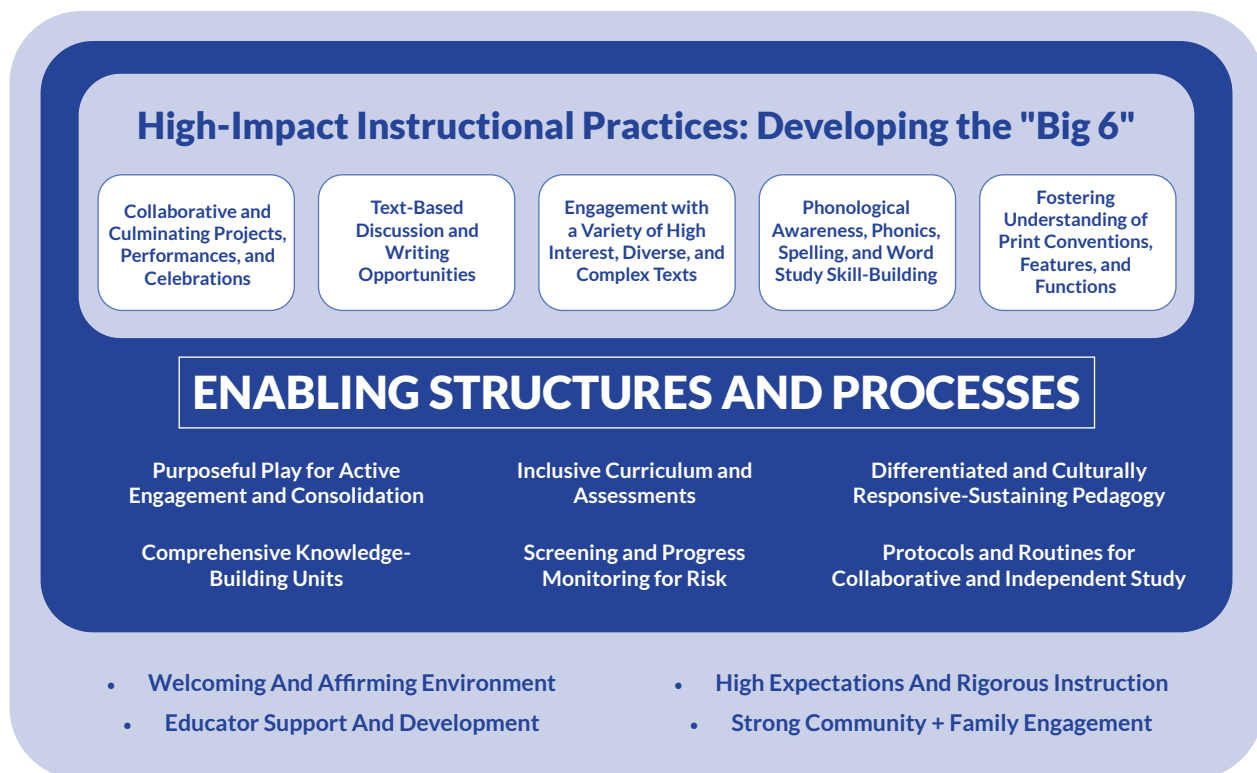 High-Impact Instructional Practices: Developing the "Big 6"
Collaborative and
Culminating Projects,
Performances, and
Celebrations
Text-Based
Discussion and
Writing
Opportunities
Engagement with
a Variety of High
Interest, Diverse, and
Complex Texts
Phonological
Awareness, Phonics,
Spelling, and Word
Study Skill-Building
Fostering
Understanding of
Print Conventions,
Features, and
Functions
ENABLING STRUCTURES AND PROCESSES
Purposeful Play for Active
Engagement and Consolidation
Inclusive Curriculum and
Assessments
Differentiated and Culturally
Responsive-Sustaining Pedagogy
Comprehensive Knowledge-
Building Units
Screening and Progress
Monitoring for Risk
Protocols and Routines for
Collaborative and Independent Study
• Welcoming And Affirming Environment
• Educator Support And Development
• High Expectations And Rigorous Instruction
• Strong Community + Family Engagement